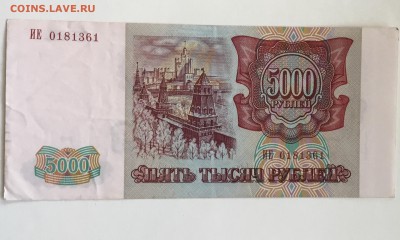 COINS.LAVE.RU
ИЕ 0181361
5000
РУБЛЕЙ
ИЕ 0181361
5000
ПЯТЬ ТЫСЯЧ РУБЛЕЙ